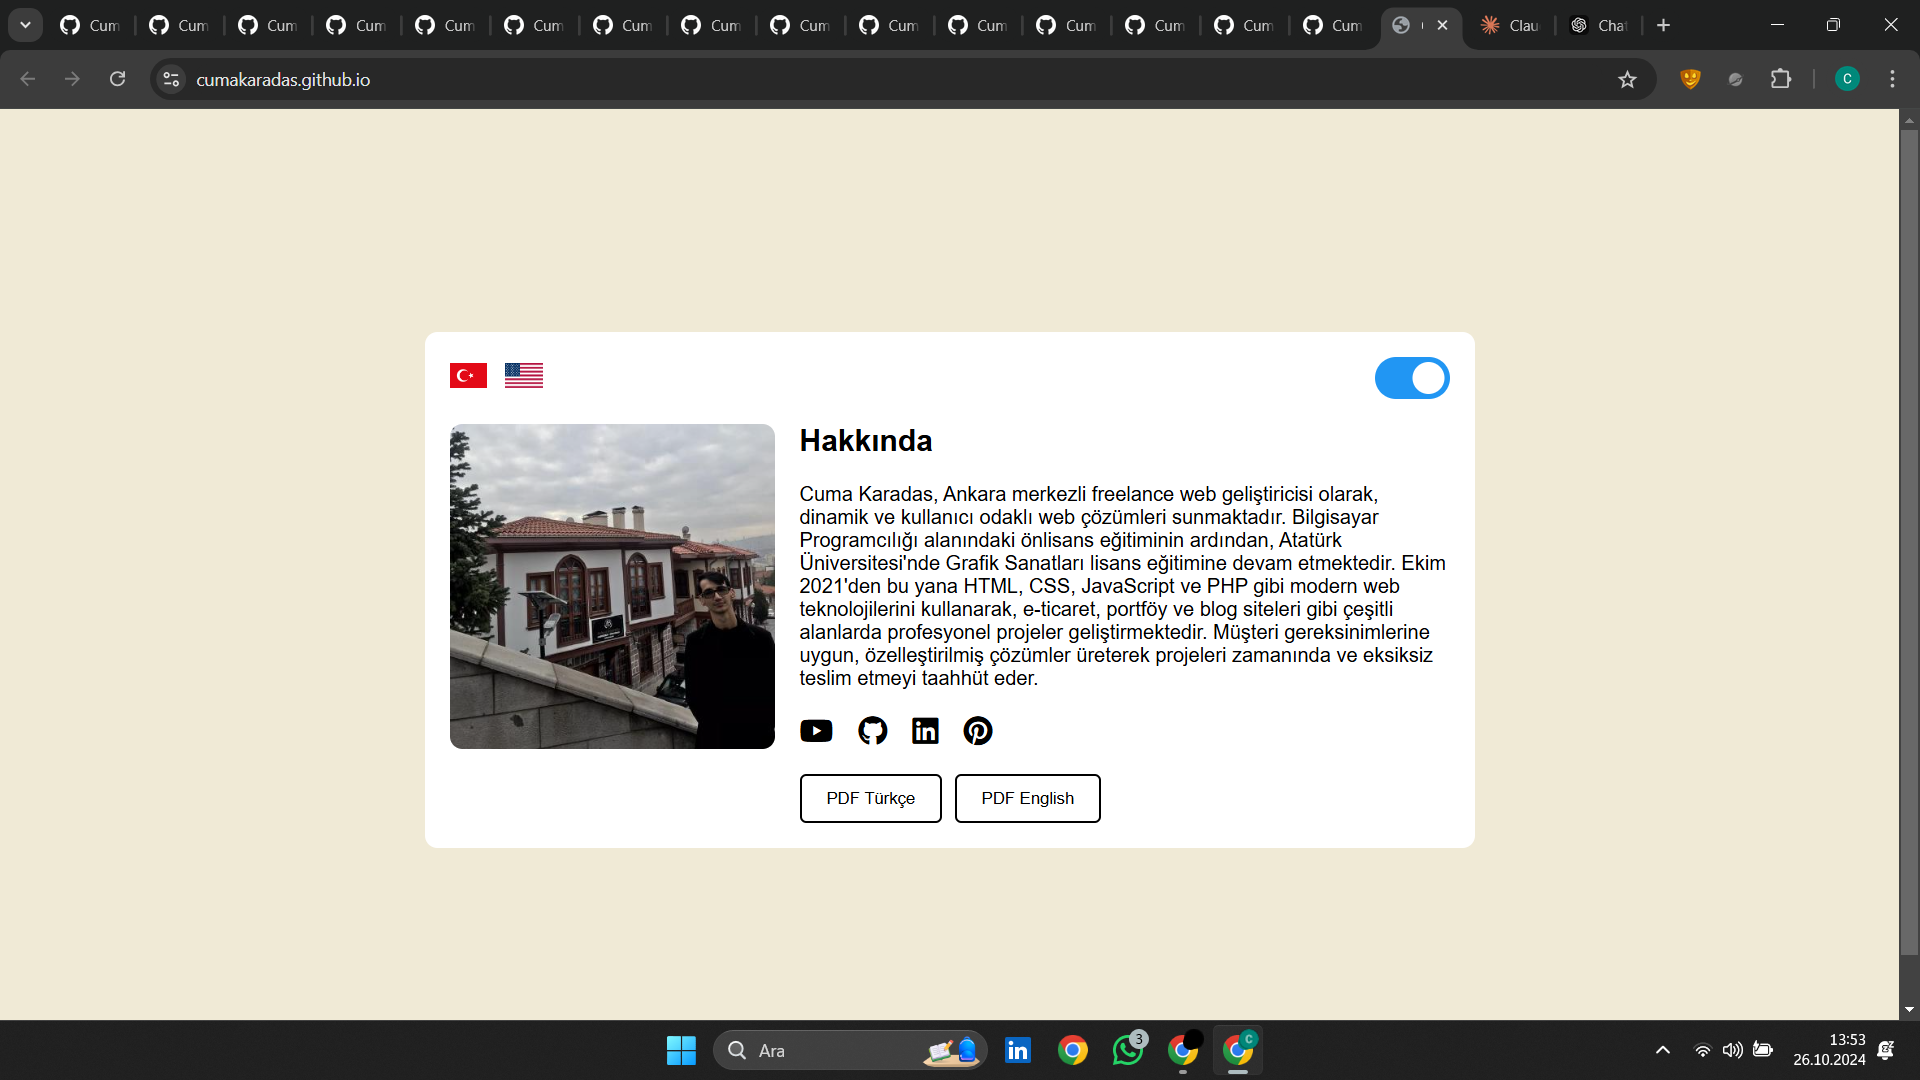 Cum Cum Cum Cum Cum Cum Cum Cum Cum Cum Cum Cum Cum Cum Cum Clau Chat
cumakaradas.github.io
C
Hakkında
Cuma Karadas, Ankara merkezli freelance web geliştiricisi olarak,
dinamik ve kullanıcı odaklı web çözümleri sunmaktadır. Bilgisayar
Programcılığı alanındaki önlisans eğitiminin ardından, Atatürk
Üniversitesi'nde Grafik Sanatları lisans eğitimine devam etmektedir. Ekim
2021'den bu yana HTML, CSS, JavaScript ve PHP gibi modern web
teknolojilerini kullanarak, e-ticaret, portföy ve blog siteleri gibi çeşitli
alanlarda profesyonel projeler geliştirmektedir. Müşteri gereksinimlerine
uygun, özelleştirilmiş çözümler üreterek projeleri zamanında ve eksiksiz
teslim etmeyi taahhüt eder.
in
PDF Türkçe
PDF English
Ara
in
3
C
13:53
26.10.2024